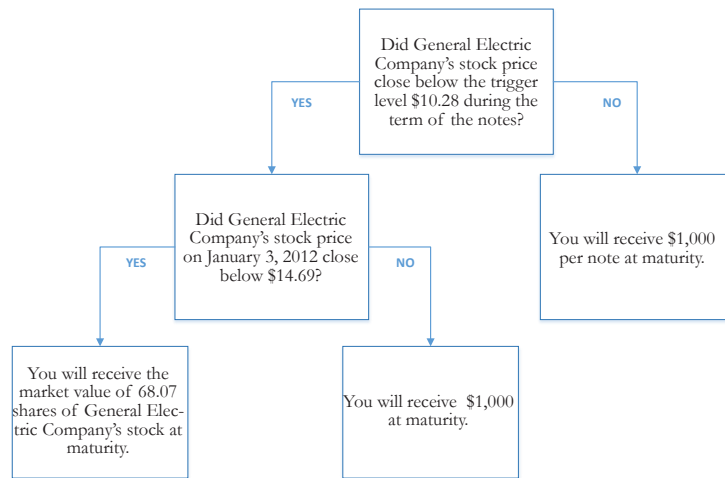 Did General Electric
Company's stock price
close below the trigger
level $10.28 during the
term of the notes?
YES
NO
Did General Electric
Company's stock price
on January 3, 2012 close
below $14.69?
You will receive $1,000
per note at maturity.
YES
NO
You will receive the
market value of 68.07
shares of General Elec-
tric Company's stock at
maturity.
You will receive $1,000
at maturity.